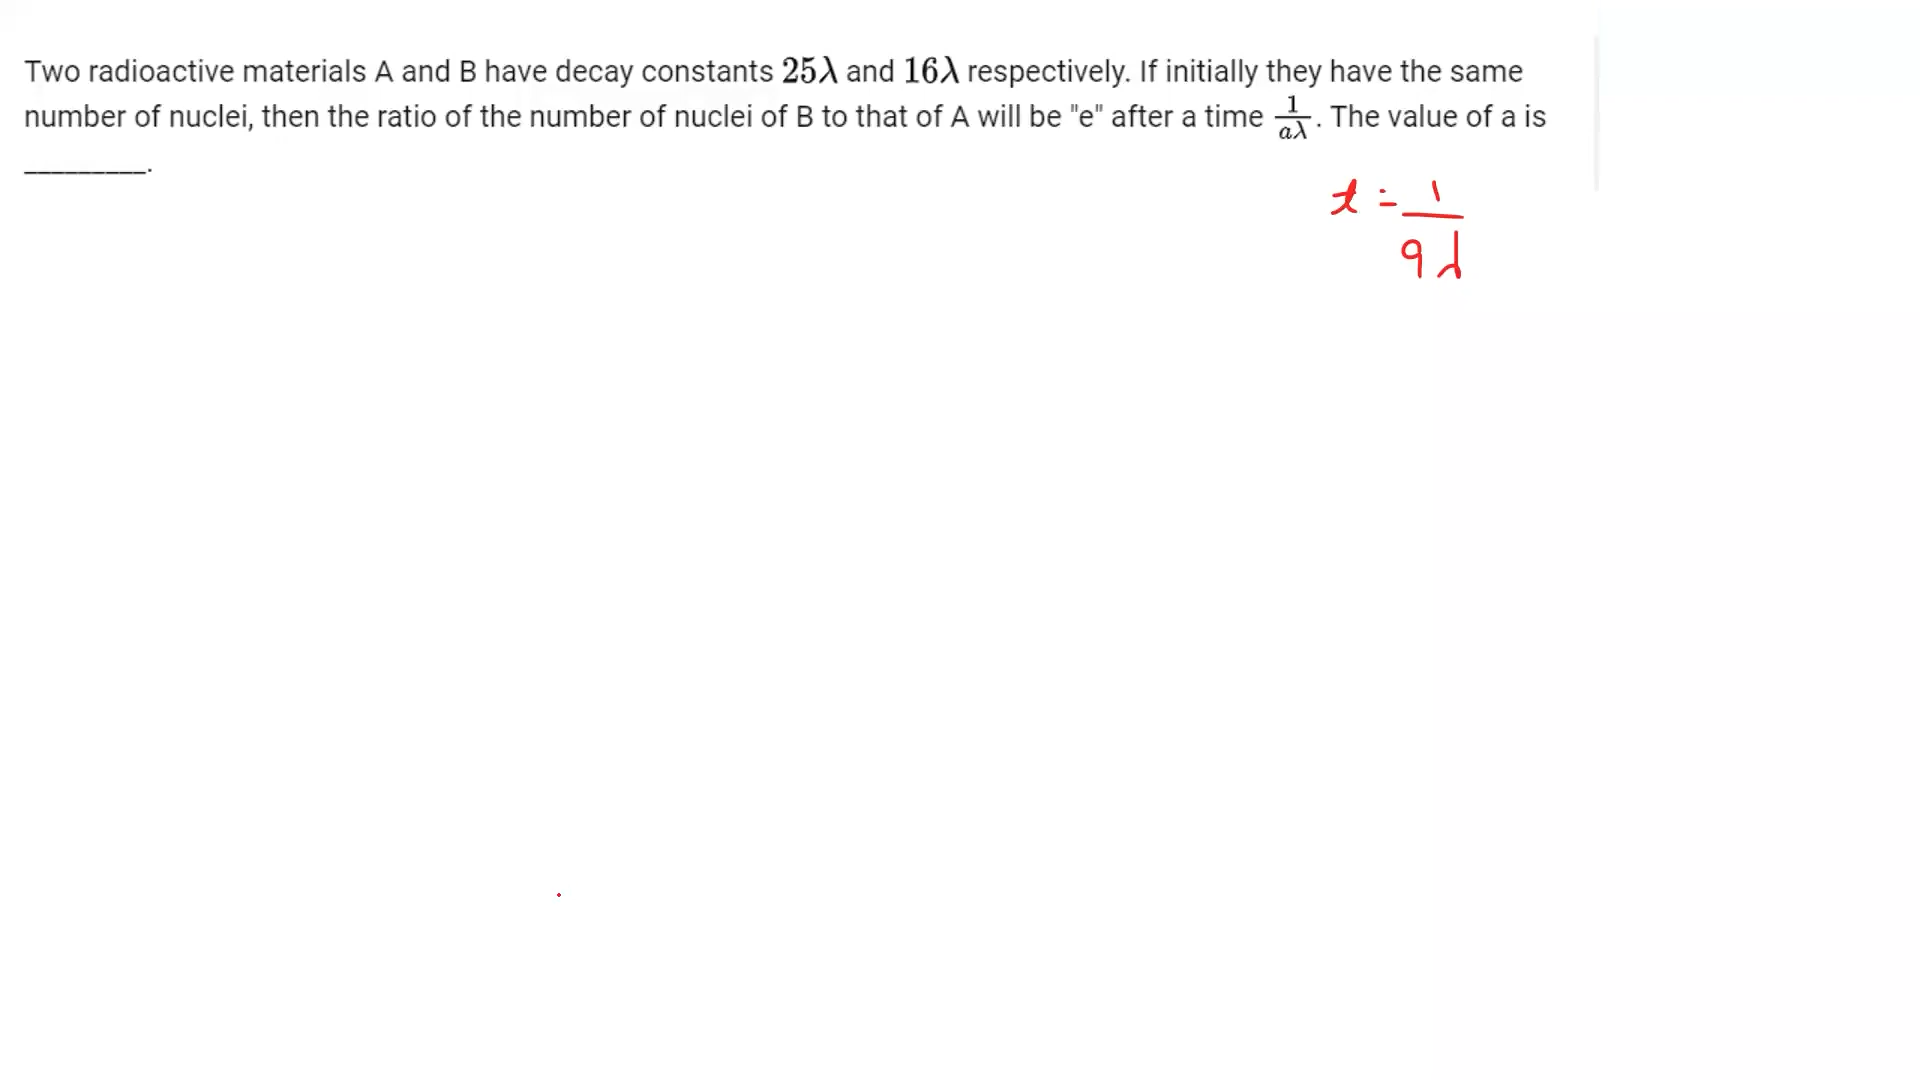 Two radioactive materials A and B have decay constants 25λ and 16λ respectively. If initially they have the same
number of nuclei, then the ratio of the number of nuclei of B to that of A will be "e" after a time 1/aλ. The value of a is
_________.
t = 1/9λ